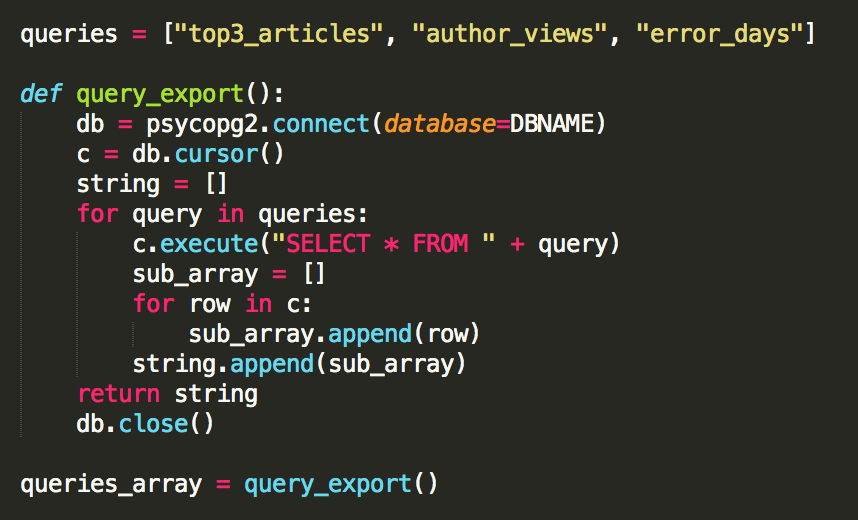 queries = ["top3_articles", "author_views", "error_days"]
def query_export():
    db = psycopg2.connect(database=DBNAME)
    c = db.cursor()
    string = []
    for query in queries:
        c.execute("SELECT * FROM " + query)
        sub_array = []
        for row in c:
            sub_array.append(row)
        string.append(sub_array)
    return string
    db.close()
queries_array = query_export()